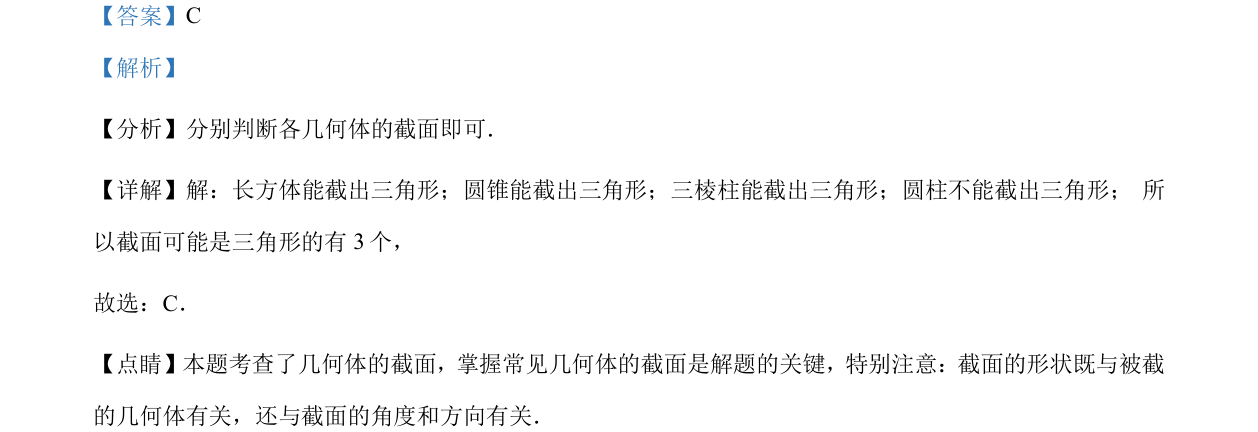 【答案】C
【解析】
【分析】分别判断各几何体的截面即可．
【详解】解：长方体能截出三角形；圆锥能截出三角形；三棱柱能截出三角形；圆柱不能截出三角形； 所
以截面可能是三角形的有 3 个，
故选：C．
【点睛】本题考查了几何体的截面，掌握常见几何体的截面是解题的关键，特别注意：截面的形状既与被截
的几何体有关，还与截面的角度和方向有关．